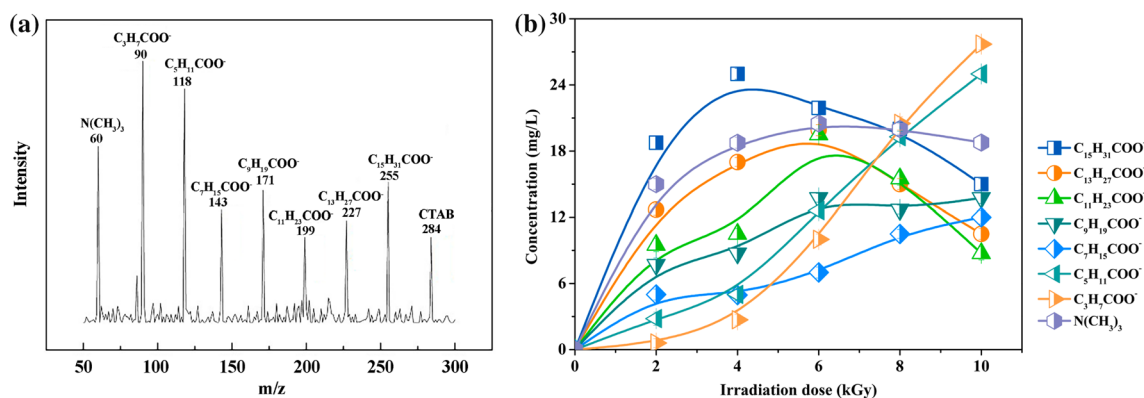 (a)
C₃H₇COO⁻
90
C₅H₁₁COO⁻
118
N(CH₃)₃
60
C₇H₁₅COO⁻
143
C₉H₁₉COO⁻
171
C₁₁H₂₃COO⁻
199
C₁₃H₂₇COO⁻
227
C₁₅H₃₁COO⁻
255
CTAB
284
Intensity
50 100 150 200 250 300
m/z
(b)
30
24
18
12
6
0
Concentration (mg/L)
0 2 4 6 8 10
Irradiation dose (kGy)
C₁₅H₃₁COO⁻
C₁₃H₂₇COO⁻
C₁₁H₂₃COO⁻
C₉H₁₉COO⁻
C₇H₁₅COO⁻
C₅H₁₁COO⁻
C₃H₇COO⁻
N(CH₃)₃